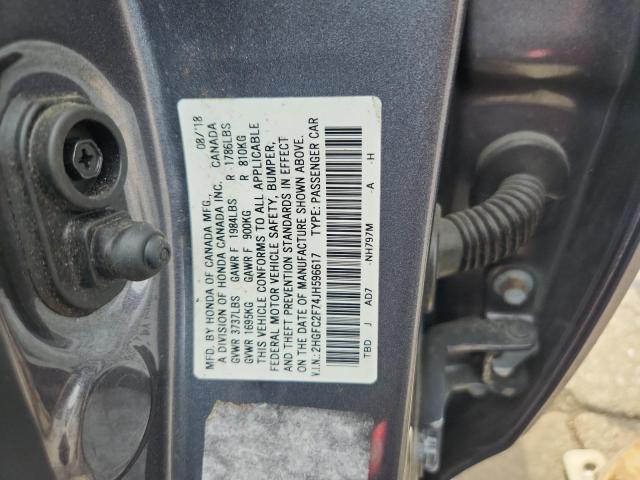 MFD. BY HONDA OF CANADA MFG., 08/18
A DIVISION OF HONDA CANADA INC. CANADA
GVWR 3737LBS GAWR F 1984LBS R 1786LBS
GVWR 1695KG GAWR F 900KG R 810KG
THIS VEHICLE CONFORMS TO ALL APPLICABLE
FEDERAL MOTOR VEHICLE SAFETY, BUMPER,
AND THEFT PREVENTION STANDARDS IN EFFECT
ON THE DATE OF MANUFACTURE SHOWN ABOVE.
V.I.N.: 2HGFC2F74JH596617 TYPE: PASSENGER CAR
TBD J AD7 -NH797M -A -H